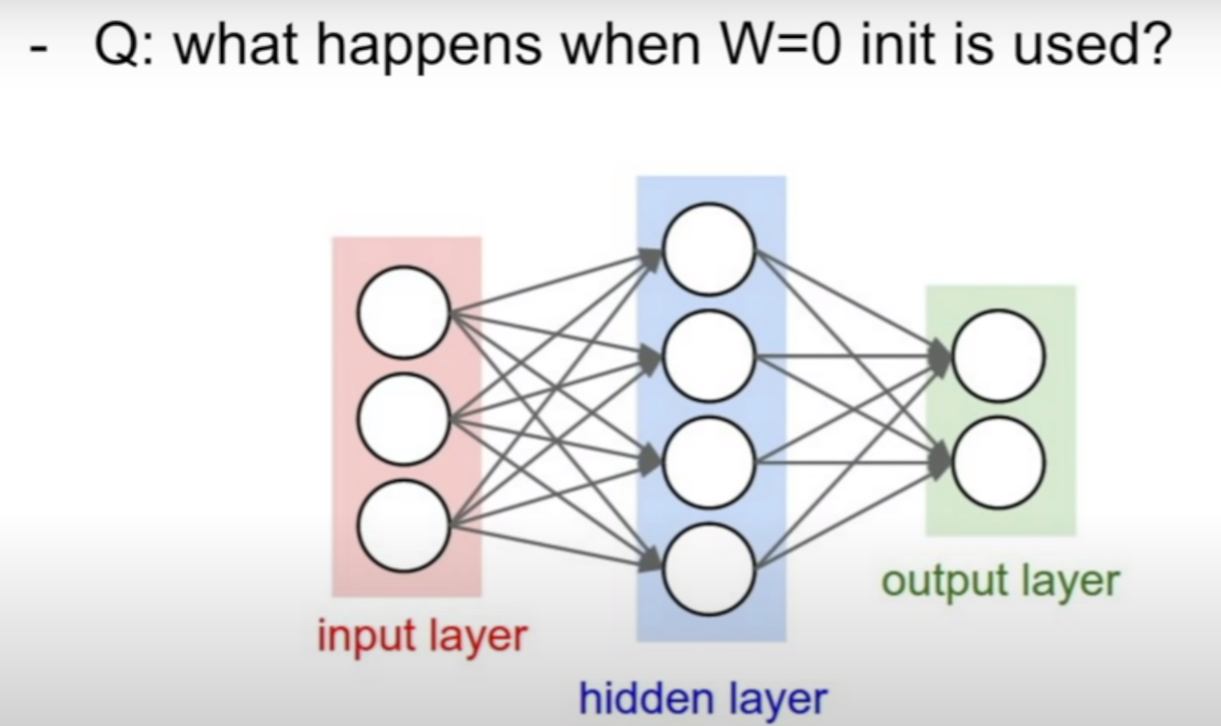 - Q: what happens when W=0 init is used?
input layer
hidden layer
output layer